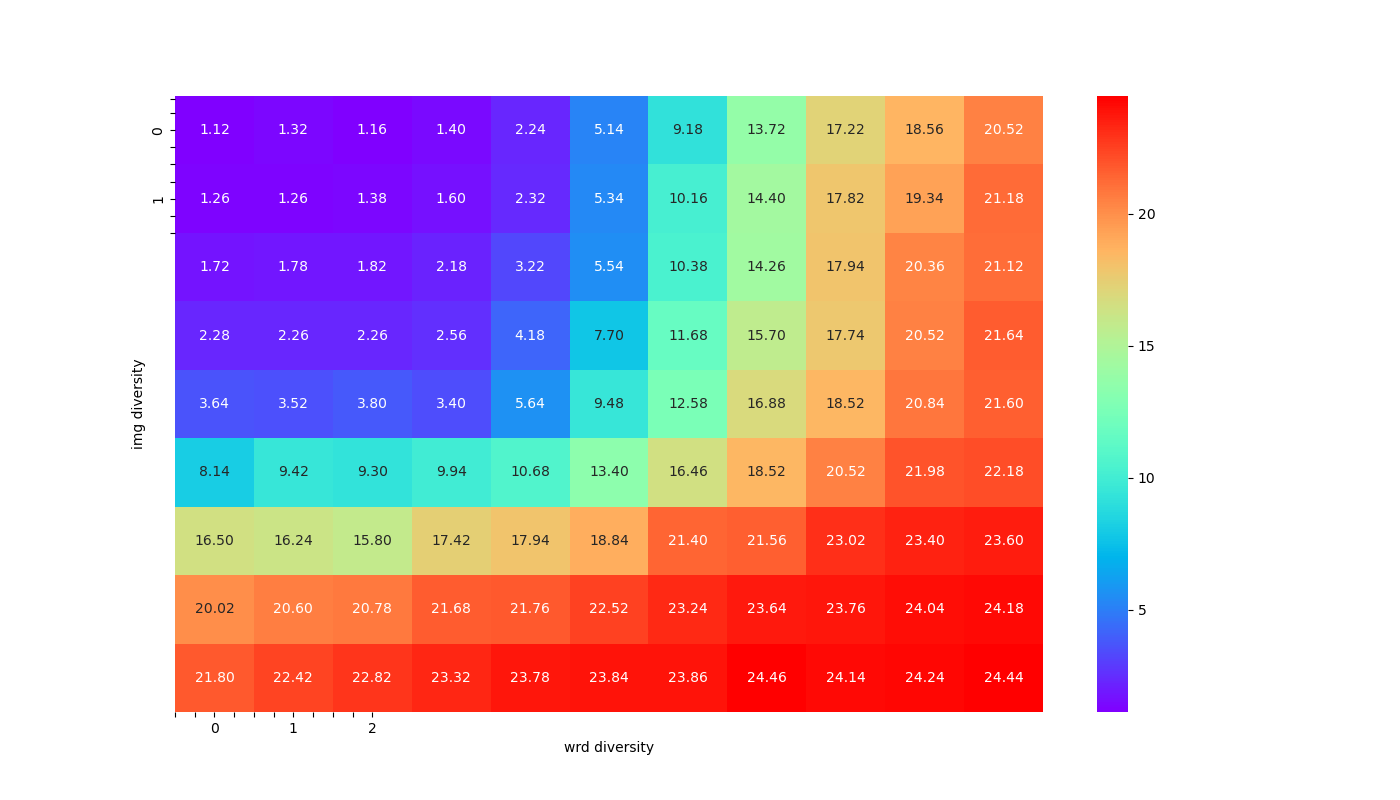 0 1.12 1.32 1.16 1.40 2.24 5.14 9.18 13.72 17.22 18.56 20.52
1 1.26 1.26 1.38 1.60 2.32 5.34 10.16 14.40 17.82 19.34 21.18
1.72 1.78 1.82 2.18 3.22 5.54 10.38 14.26 17.94 20.36 21.12
2.28 2.26 2.26 2.56 4.18 7.70 11.68 15.70 17.74 20.52 21.64
3.64 3.52 3.80 3.40 5.64 9.48 12.58 16.88 18.52 20.84 21.60
8.14 9.42 9.30 9.94 10.68 13.40 16.46 18.52 20.52 21.98 22.18
16.50 16.24 15.80 17.42 17.94 18.84 21.40 21.56 23.02 23.40 23.60
20.02 20.60 20.78 21.68 21.76 22.52 23.24 23.64 23.76 24.04 24.18
21.80 22.42 22.82 23.32 23.78 23.84 23.86 24.46 24.14 24.24 24.44
0 1 2
wrd diversity
img diversity
20
15
10
5